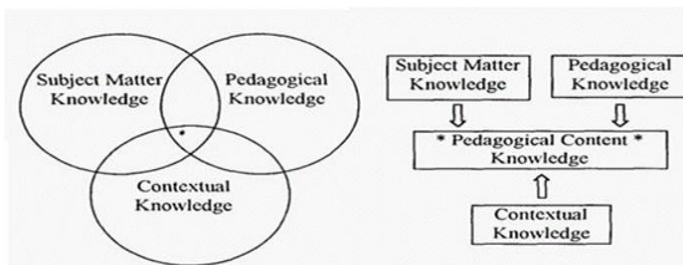 Subject Matter
Knowledge
Pedagogical
Knowledge
*
Contextual
Knowledge
Subject Matter
Knowledge
Pedagogical
Knowledge
* Pedagogical Content *
Knowledge
Contextual
Knowledge